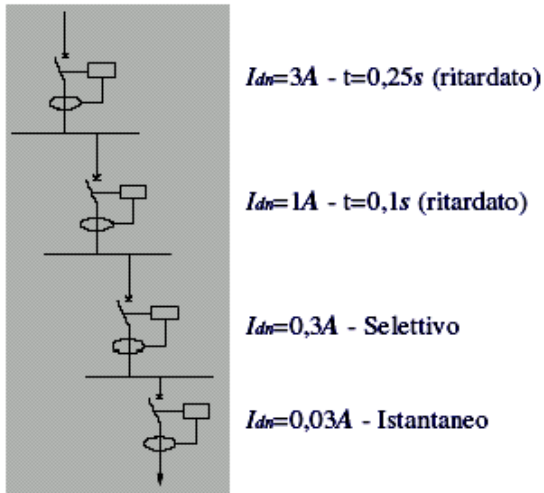 Idn=3A - t=0,25s (ritardato)
Idn=1A - t=0,1s (ritardato)
Idn=0,3A - Selettivo
Idn=0,03A - Istantaneo